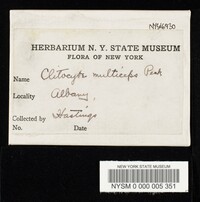 HERBARIUM N. Y. STATE MUSEUM
FLORA OF NEW YORK
Name Clitocybe multiceps Peck
Locality Albany,
Collected by Hastings
No. Date
NEW YORK STATE MUSEUM
NYSM 0 000 005 351